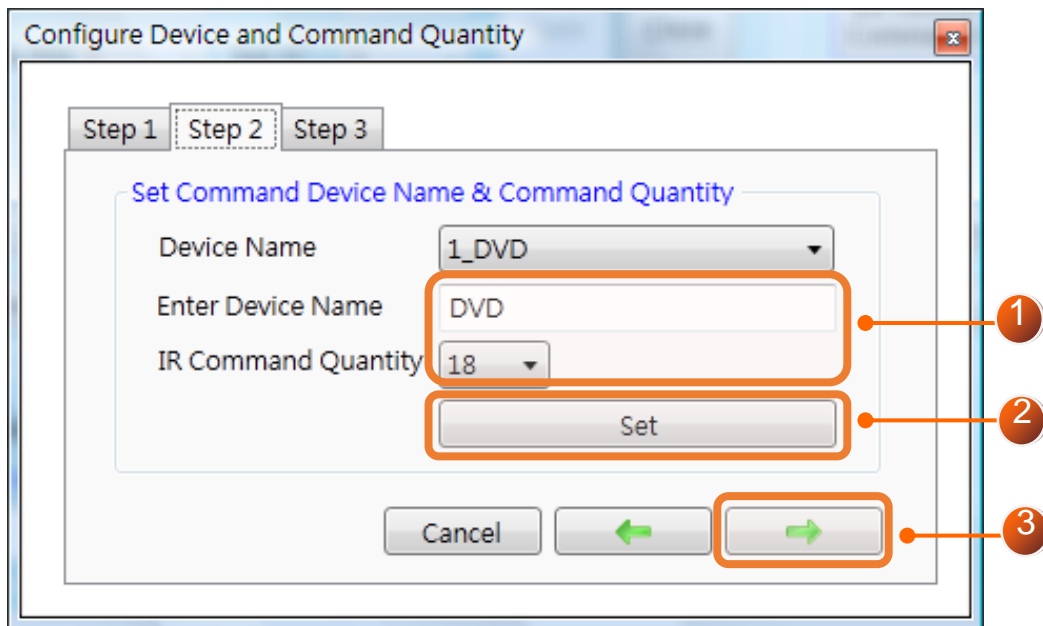 Configure Device and Command Quantity
Step 1 Step 2 Step 3
Set Command Device Name & Command Quantity
Device Name 1_DVD
Enter Device Name DVD
1
IR Command Quantity 18
Set
2
Cancel
3